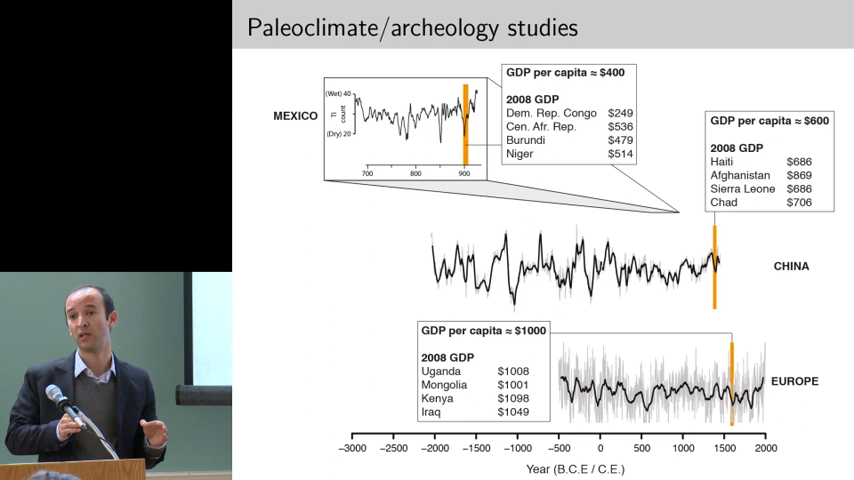 Paleoclimate/archeology studies
MEXICO
(Wet) 40
Ti
count
(Dry) 20
700 800 900
GDP per capita ≈ $400
2008 GDP
Dem. Rep. Congo $249
Cen. Afr. Rep. $536
Burundi $479
Niger $514
GDP per capita ≈ $600
2008 GDP
Haiti $686
Afghanistan $869
Sierra Leone $686
Chad $706
CHINA
GDP per capita ≈ $1000
2008 GDP
Uganda $1008
Mongolia $1001
Kenya $1098
Iraq $1049
EUROPE
−3000 −2500 −2000 −1500 −1000 −500 0 500 1000 1500 2000
Year (B.C.E / C.E.)